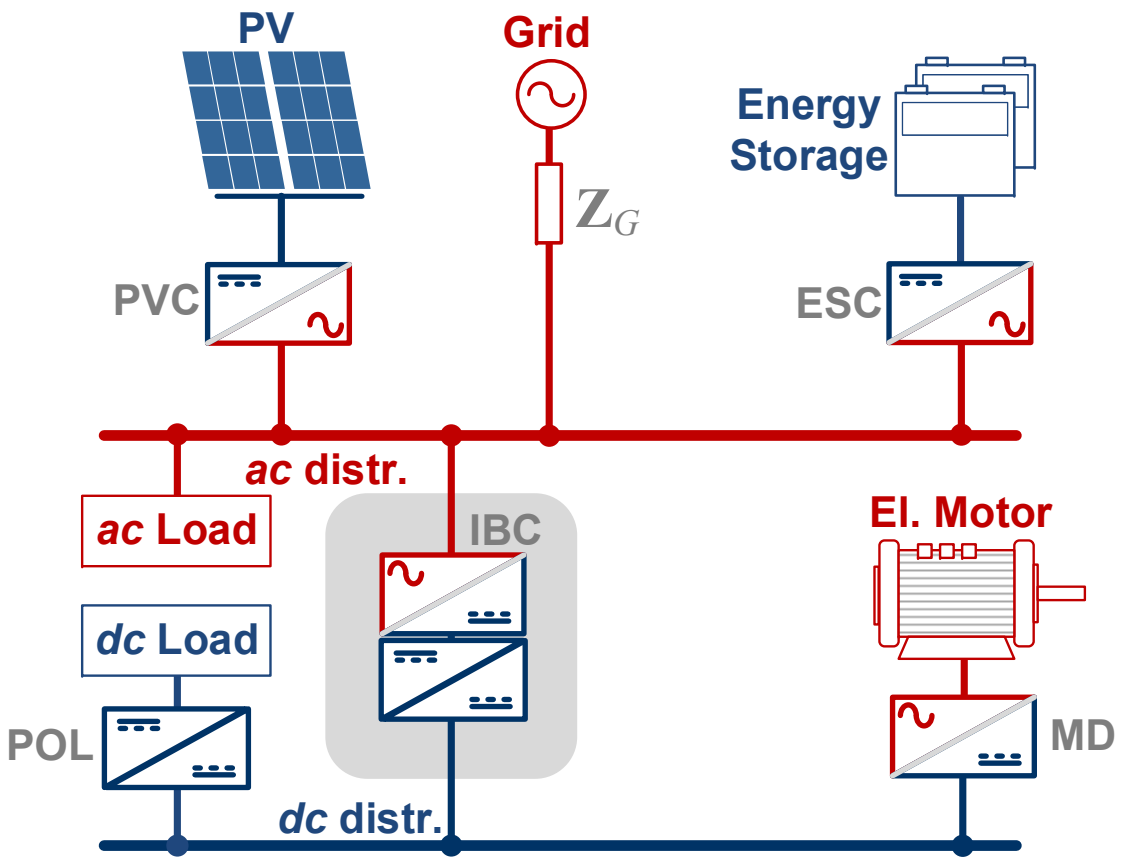 PV
Grid
Energy
Storage
Z_G
PVC
ESC
ac distr.
ac Load
IBC
El. Motor
dc Load
POL
MD
dc distr.